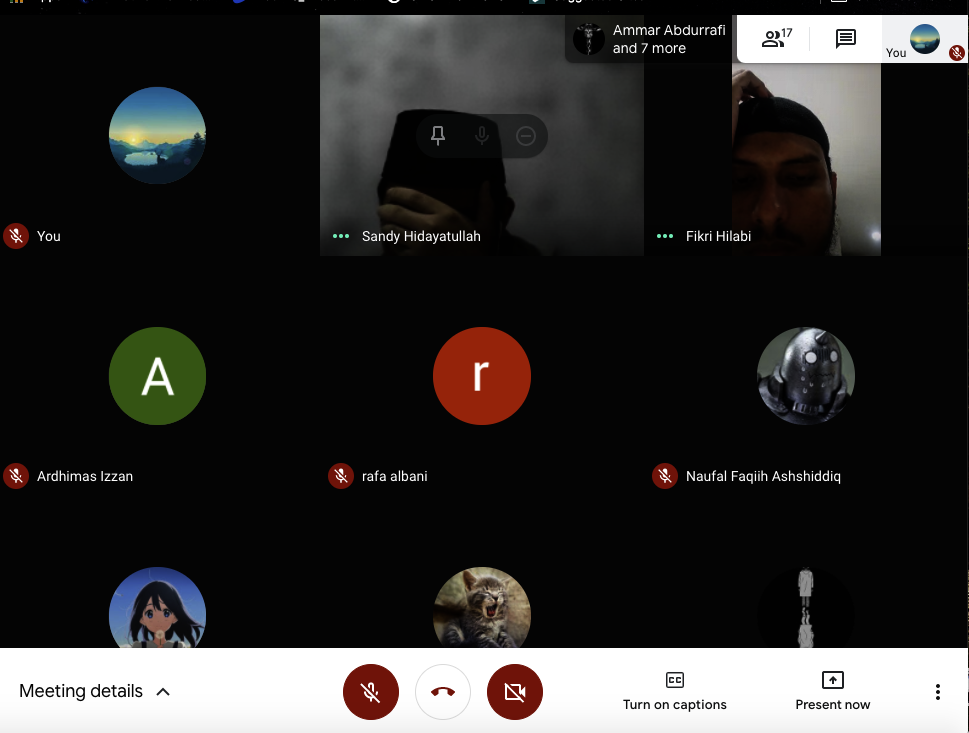 Ammar Abdurrafi
and 7 more
17
You
You
Sandy Hidayatullah
Fikri Hilabi
A
r
Ardhimas Izzan
rafa albani
Naufal Faqiih Ashshiddiq
Meeting details
CC
Turn on captions
Present now